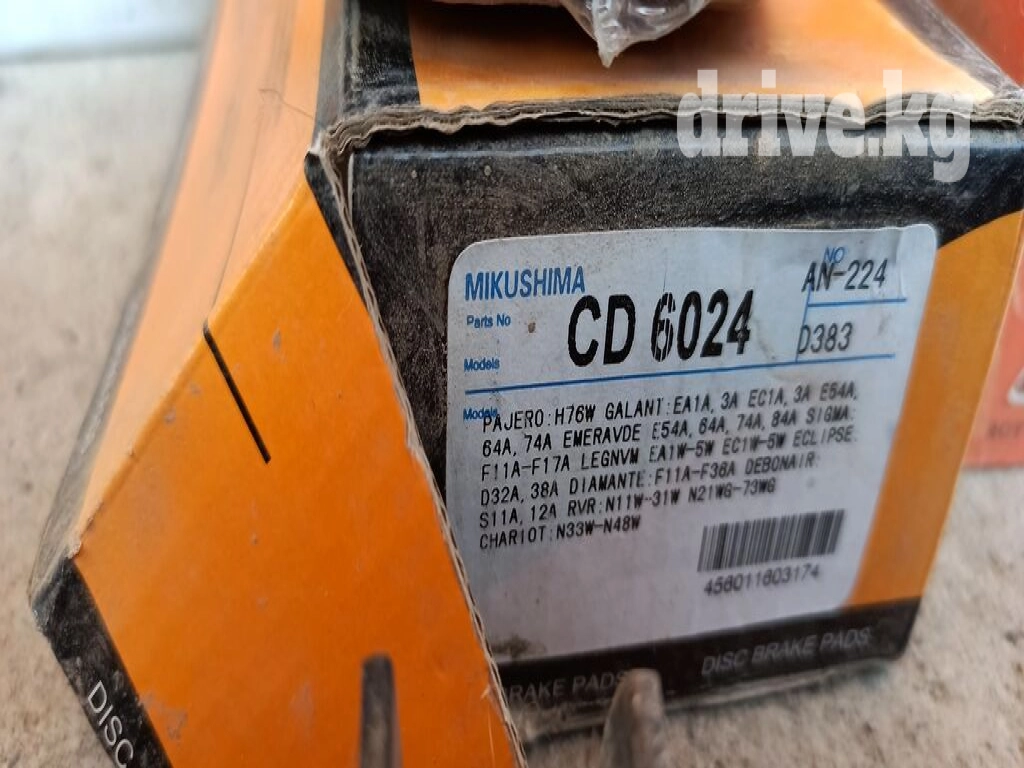 drive.kg
MIKUSHIMA
NO
AN-224
Parts No
CD 6024
D383
Models
Models
PAJERO:H76W GALANT:EA1A, 3A EC1A, 3A E54A,
64A, 74A EMERAVDE E54A, 64A, 74A, 84A SIGMA:
F11A-F17A LEGNVM EA1W-5W EC1W-5W ECLIPSE:
D32A, 38A DIAMANTE:F11A-F36A DEBONAIR:
S11A, 12A RVR:N11W-31W N21WG-73WG
CHARIOT:N33W-N48W
456011603174
BRAKE PADS
DISC BRAKE PADS
DISC